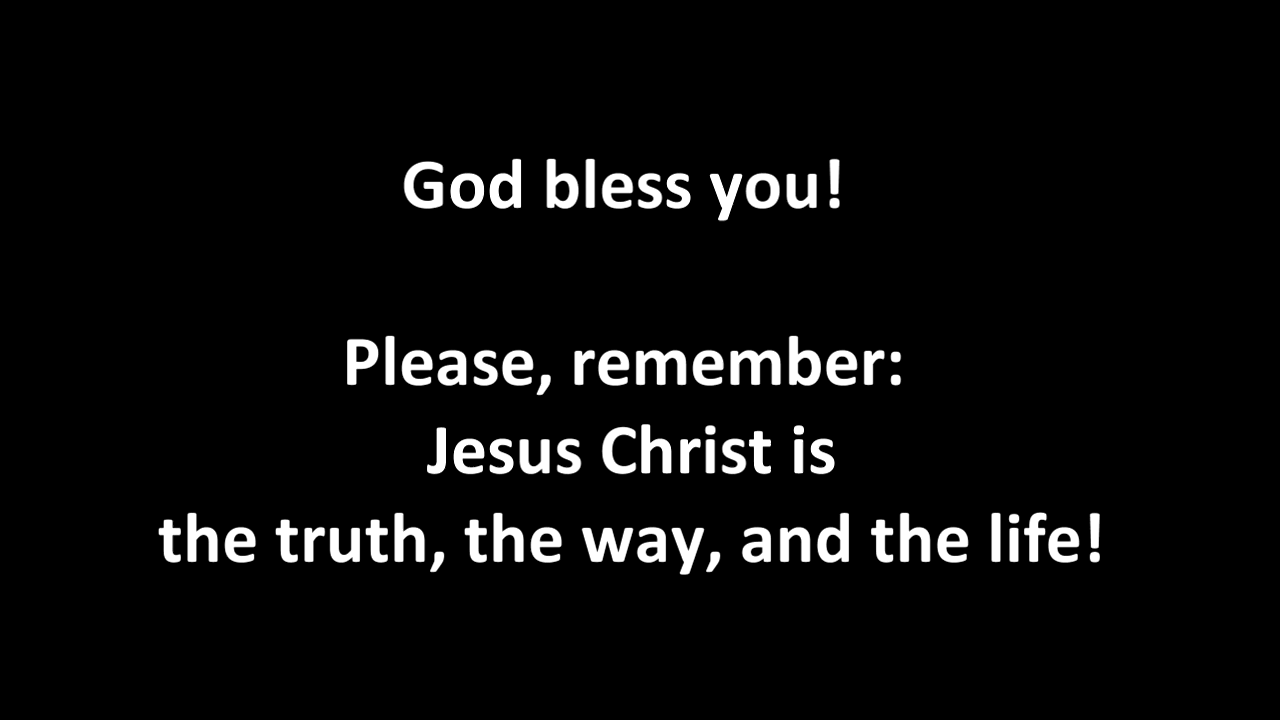 God bless you!
Please, remember:
Jesus Christ is
the truth, the way, and the life!